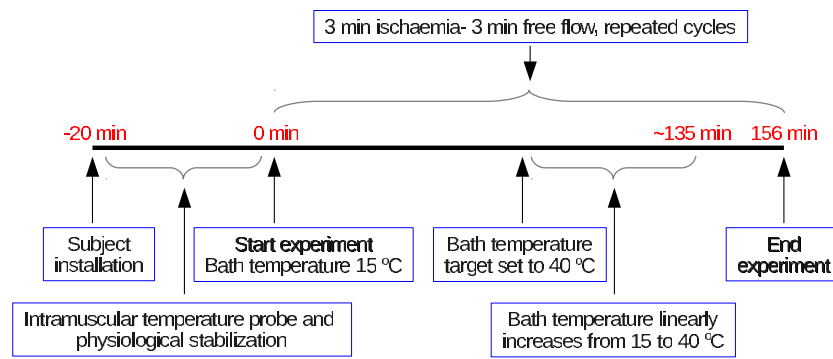 3 min ischaemia- 3 min free flow, repeated cycles
-20 min
0 min
~135 min
156 min
Subject
installation
Start experiment
Bath temperature 15 ºC
Bath temperature
target set to 40 ºC
End
experiment
Intramuscular temperature probe and
physiological stabilization
Bath temperature linearly
increases from 15 to 40 ºC